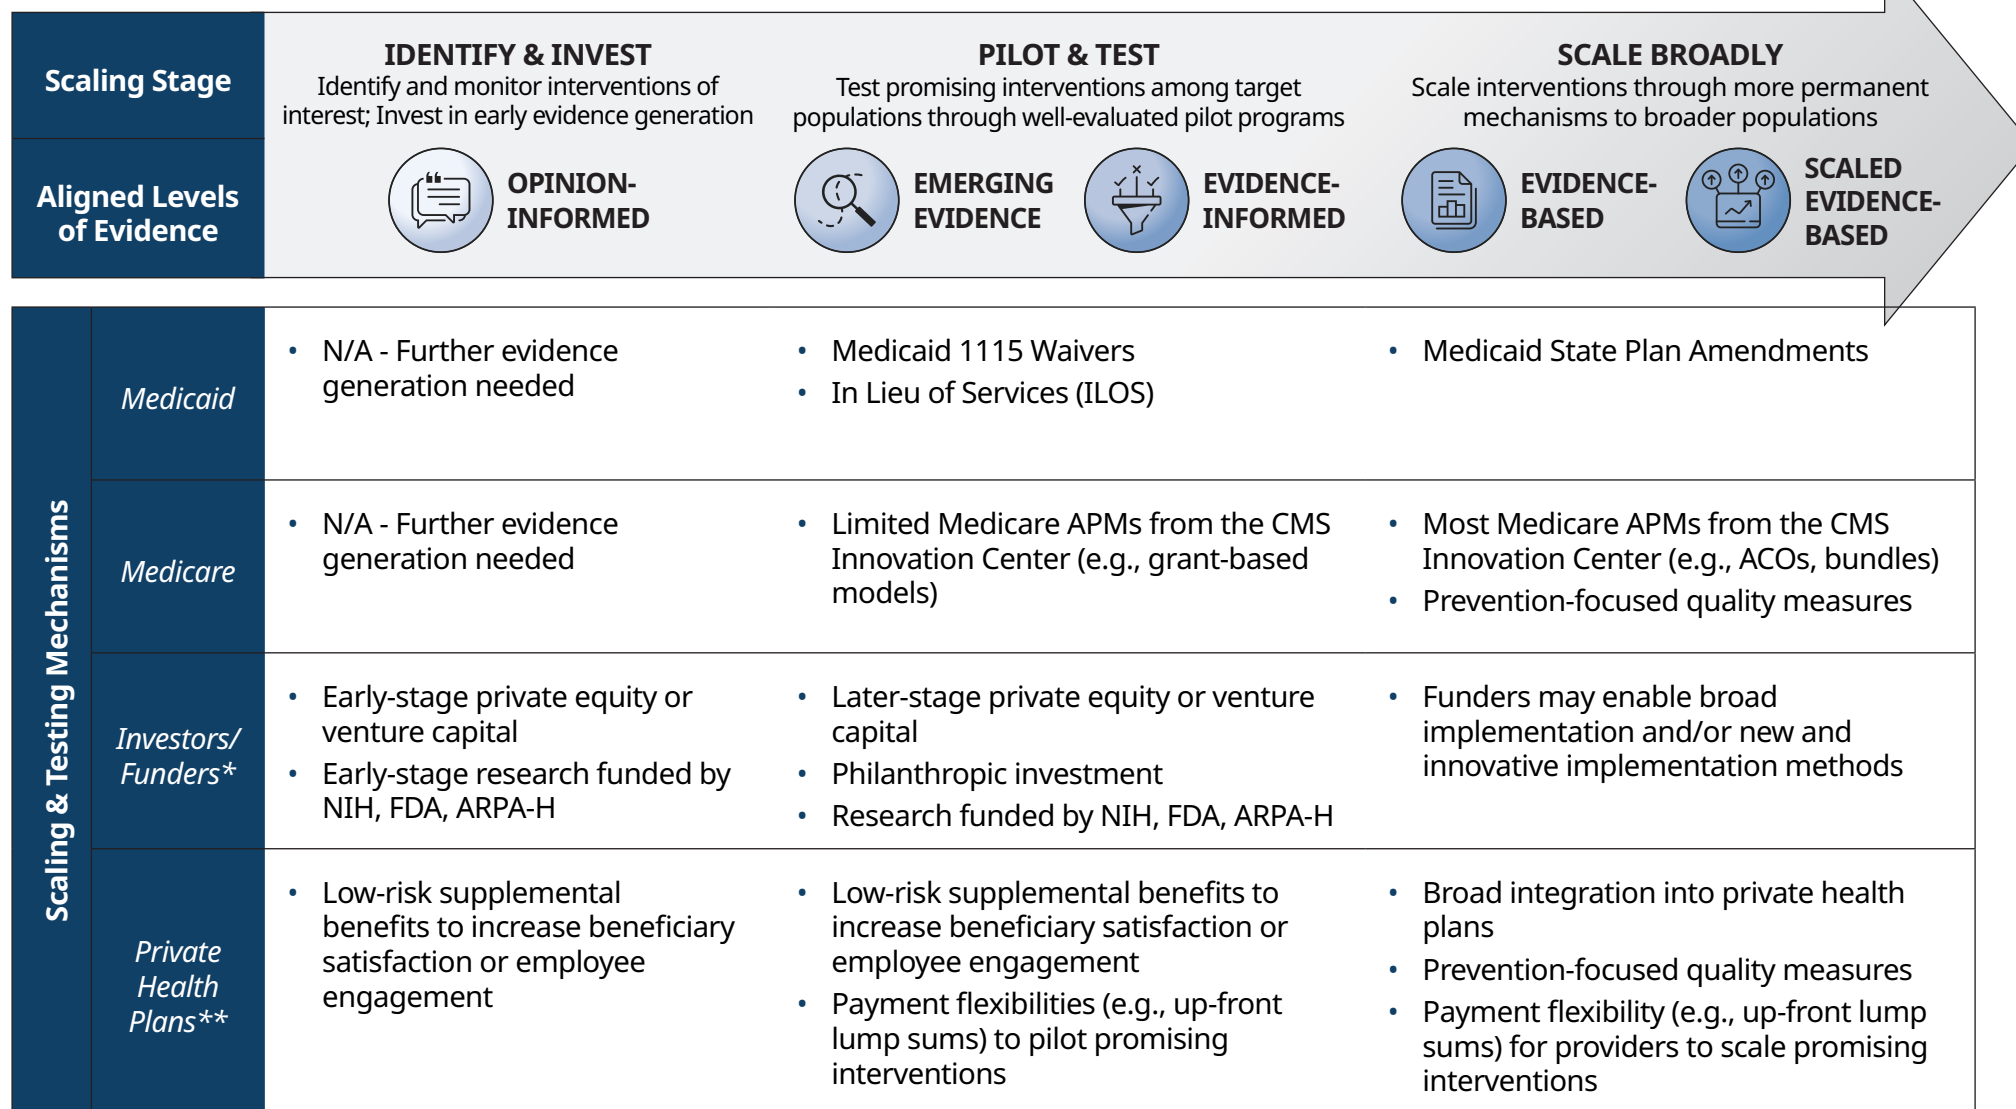 Scaling Stage
IDENTIFY & INVEST
Identify and monitor interventions of
interest; Invest in early evidence generation
PILOT & TEST
Test promising interventions among target
populations through well-evaluated pilot programs
SCALE BROADLY
Scale interventions through more permanent
mechanisms to broader populations
Aligned Levels
of Evidence
OPINION-
INFORMED
EMERGING
EVIDENCE
EVIDENCE-
INFORMED
EVIDENCE-
BASED
SCALED
EVIDENCE-
BASED
Scaling & Testing Mechanisms
Medicaid
• N/A - Further evidence
generation needed
• Medicaid 1115 Waivers
• In Lieu of Services (ILOS)
• Medicaid State Plan Amendments
Medicare
• N/A - Further evidence
generation needed
• Limited Medicare APMs from the CMS
Innovation Center (e.g., grant-based
models)
• Most Medicare APMs from the CMS
Innovation Center (e.g., ACOs, bundles)
• Prevention-focused quality measures
Investors/
Funders*
• Early-stage private equity or
venture capital
• Early-stage research funded by
NIH, FDA, ARPA-H
• Later-stage private equity or venture
capital
• Philanthropic investment
• Research funded by NIH, FDA, ARPA-H
• Funders may enable broad
implementation and/or new and
innovative implementation methods
Private
Health
Plans**
• Low-risk supplemental
benefits to increase beneficiary
satisfaction or employee
engagement
• Low-risk supplemental benefits to
increase beneficiary satisfaction or
employee engagement
• Payment flexibilities (e.g., up-front
lump sums) to pilot promising
interventions
• Broad integration into private health
plans
• Prevention-focused quality measures
• Payment flexibility (e.g., up-front lump
sums) for providers to scale promising
interventions